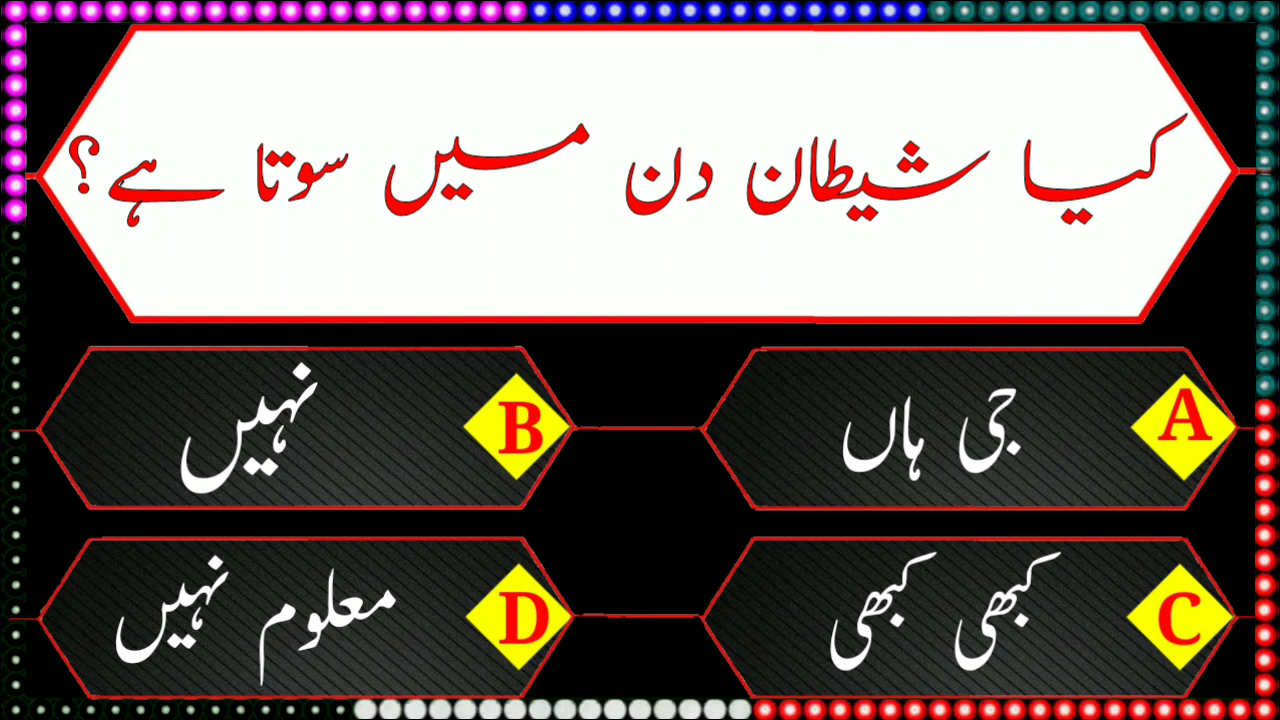 کیا شیطان دن میں سوتا ہے؟
A جی ہاں
B نہیں
C کبھی کبھی
D معلوم نہیں